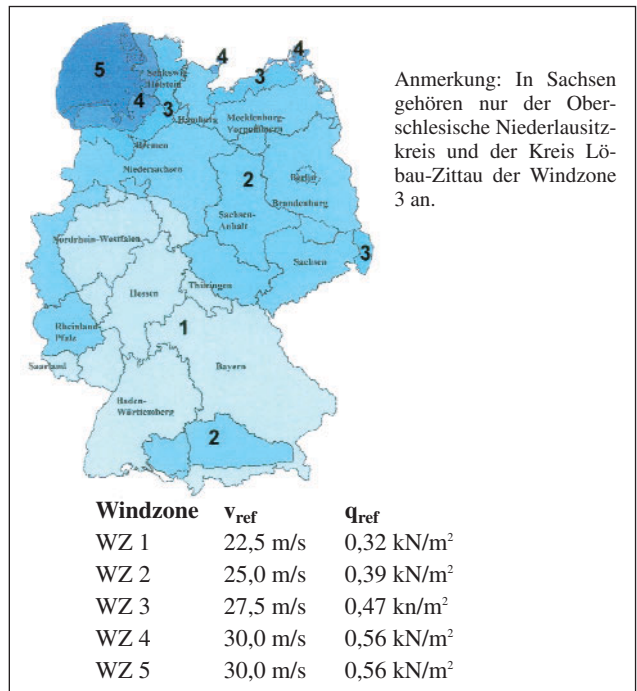 5
4
4
Anmerkung: In Sachsen
gehören nur der Ober-
schlesische Niederlausitz-
kreis und der Kreis Lö-
bau-Zittau der Windzone
3 an.
3
Schleswig-
Holstein
4
3
Hamburg
Mecklenburg-
Vorpommern
Bremen
Niedersachsen
2
Berlin
Brandenburg
Sachsen-
Anhalt
Nordrhein-Westfalen
3
Sachsen
Hessen
Thüringen
1
Rheinland
Pfalz
Saarland
Bayern
Baden-
Württemberg
2
Windzone v_ref q_ref
WZ 1 22,5 m/s 0,32 kN/m²
WZ 2 25,0 m/s 0,39 kN/m²
WZ 3 27,5 m/s 0,47 kn/m²
WZ 4 30,0 m/s 0,56 kN/m²
WZ 5 30,0 m/s 0,56 kN/m²